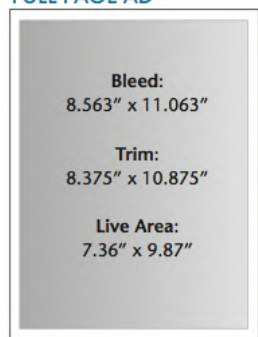 FULL PAGE AD
Bleed:
8.563” x 11.063”
Trim:
8.375” x 10.875”
Live Area:
7.36” x 9.87”